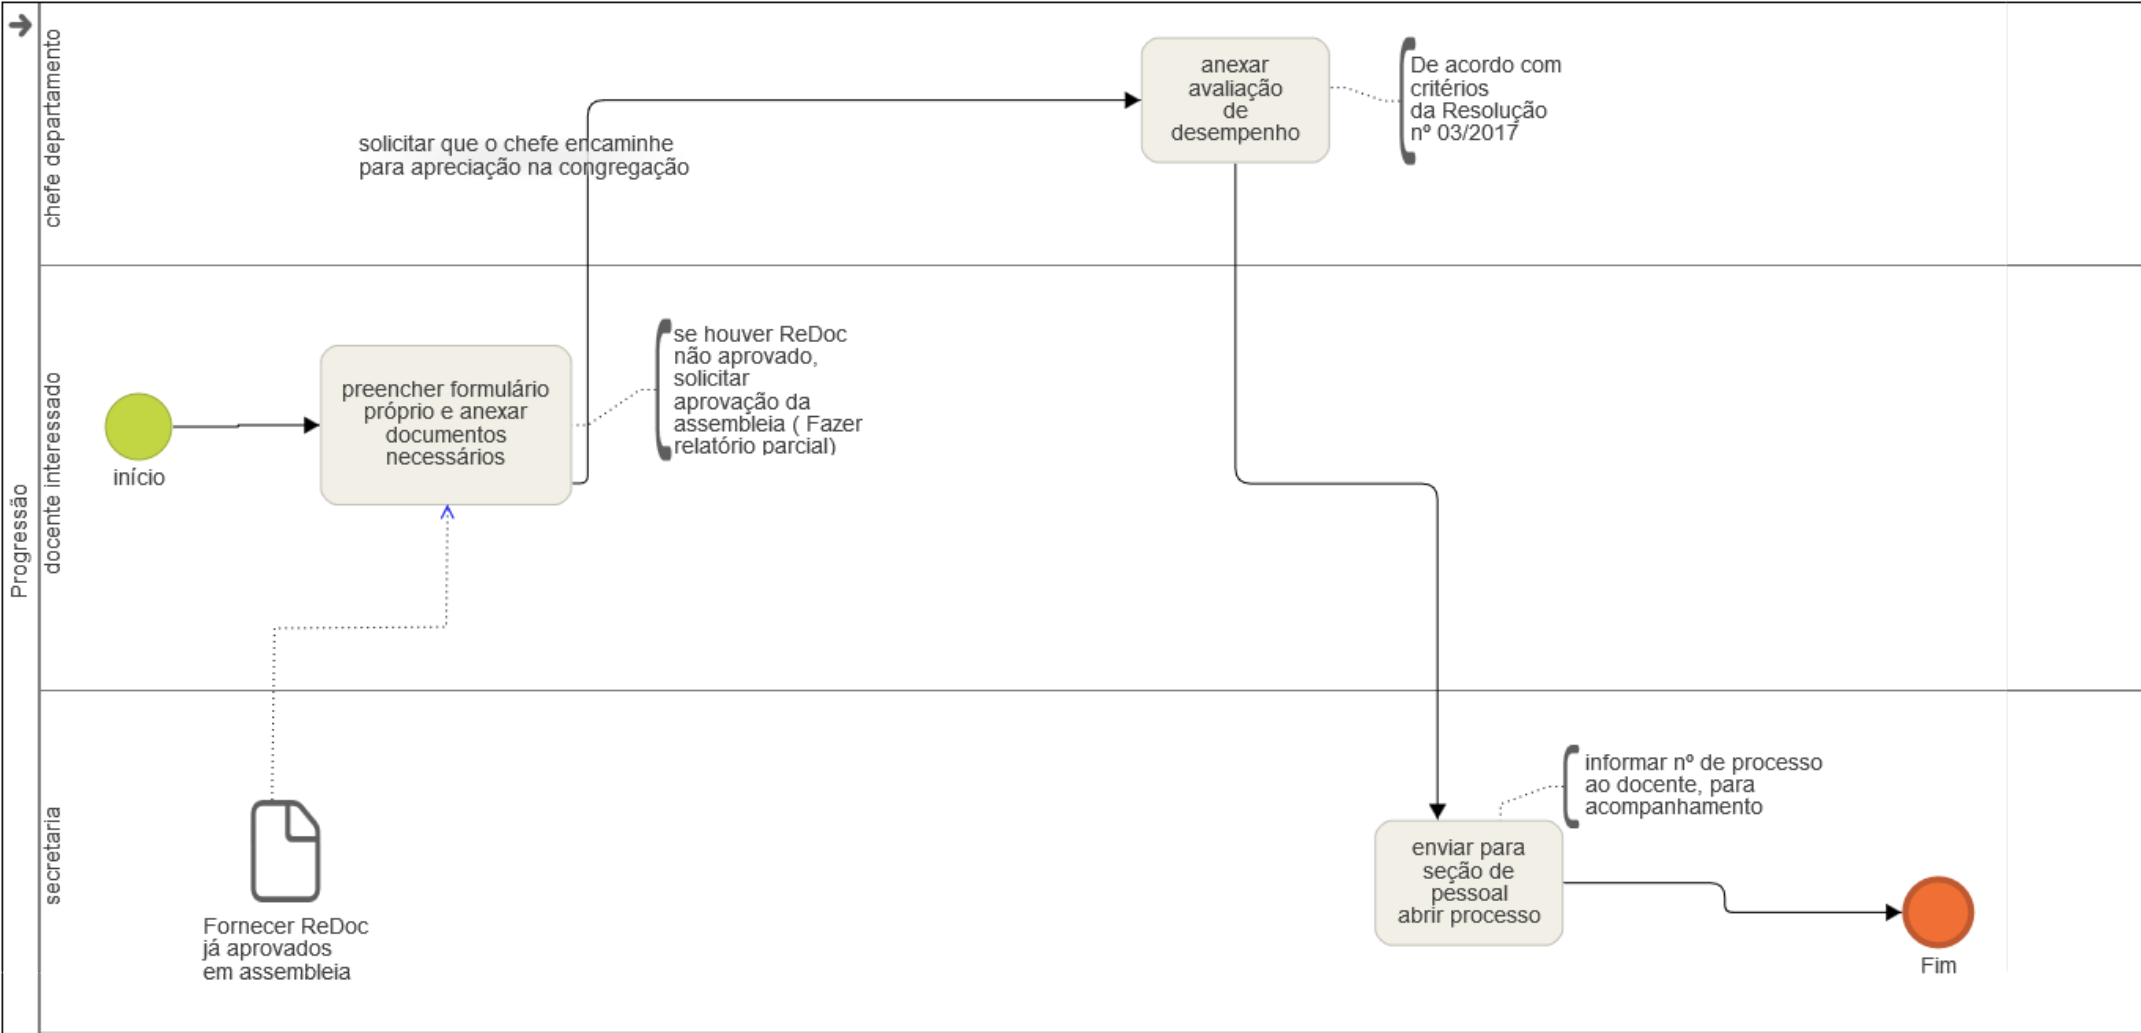 Progressão
chefe departamento
solicitar que o chefe encaminhe
para apreciação na congregação
anexar
avaliação
de
desempenho
De acordo com
critérios
da Resolução
nº 03/2017
docente interessado
início
preencher formulário
próprio e anexar
documentos
necessários
se houver ReDoc
não aprovado,
solicitar
aprovação da
assembleia ( Fazer
relatório parcial)
secretaria
Fornecer ReDoc
já aprovados
em assembleia
informar nº de processo
ao docente, para
acompanhamento
enviar para
seção de
pessoal
abrir processo
Fim